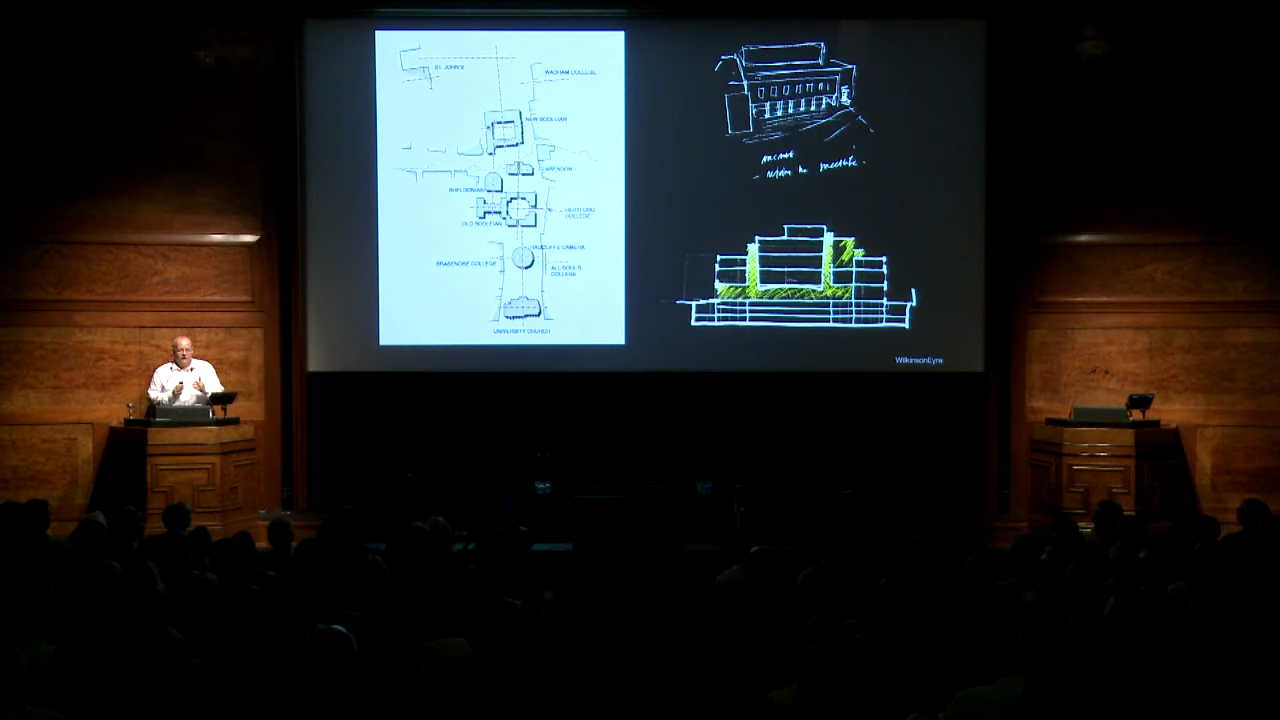 ST. JOHN'S
WADHAM COLLEGE
NEW BODLEIAN
CLARENDON
SHELDONIAN
HERTFORD
COLLEGE
OLD BODLEIAN
RADCLIFFE CAMERA
BRASENOSE COLLEGE
ALL SOUL'S
COLLEGE
UNIVERSITY CHURCH
WilkinsonEyre